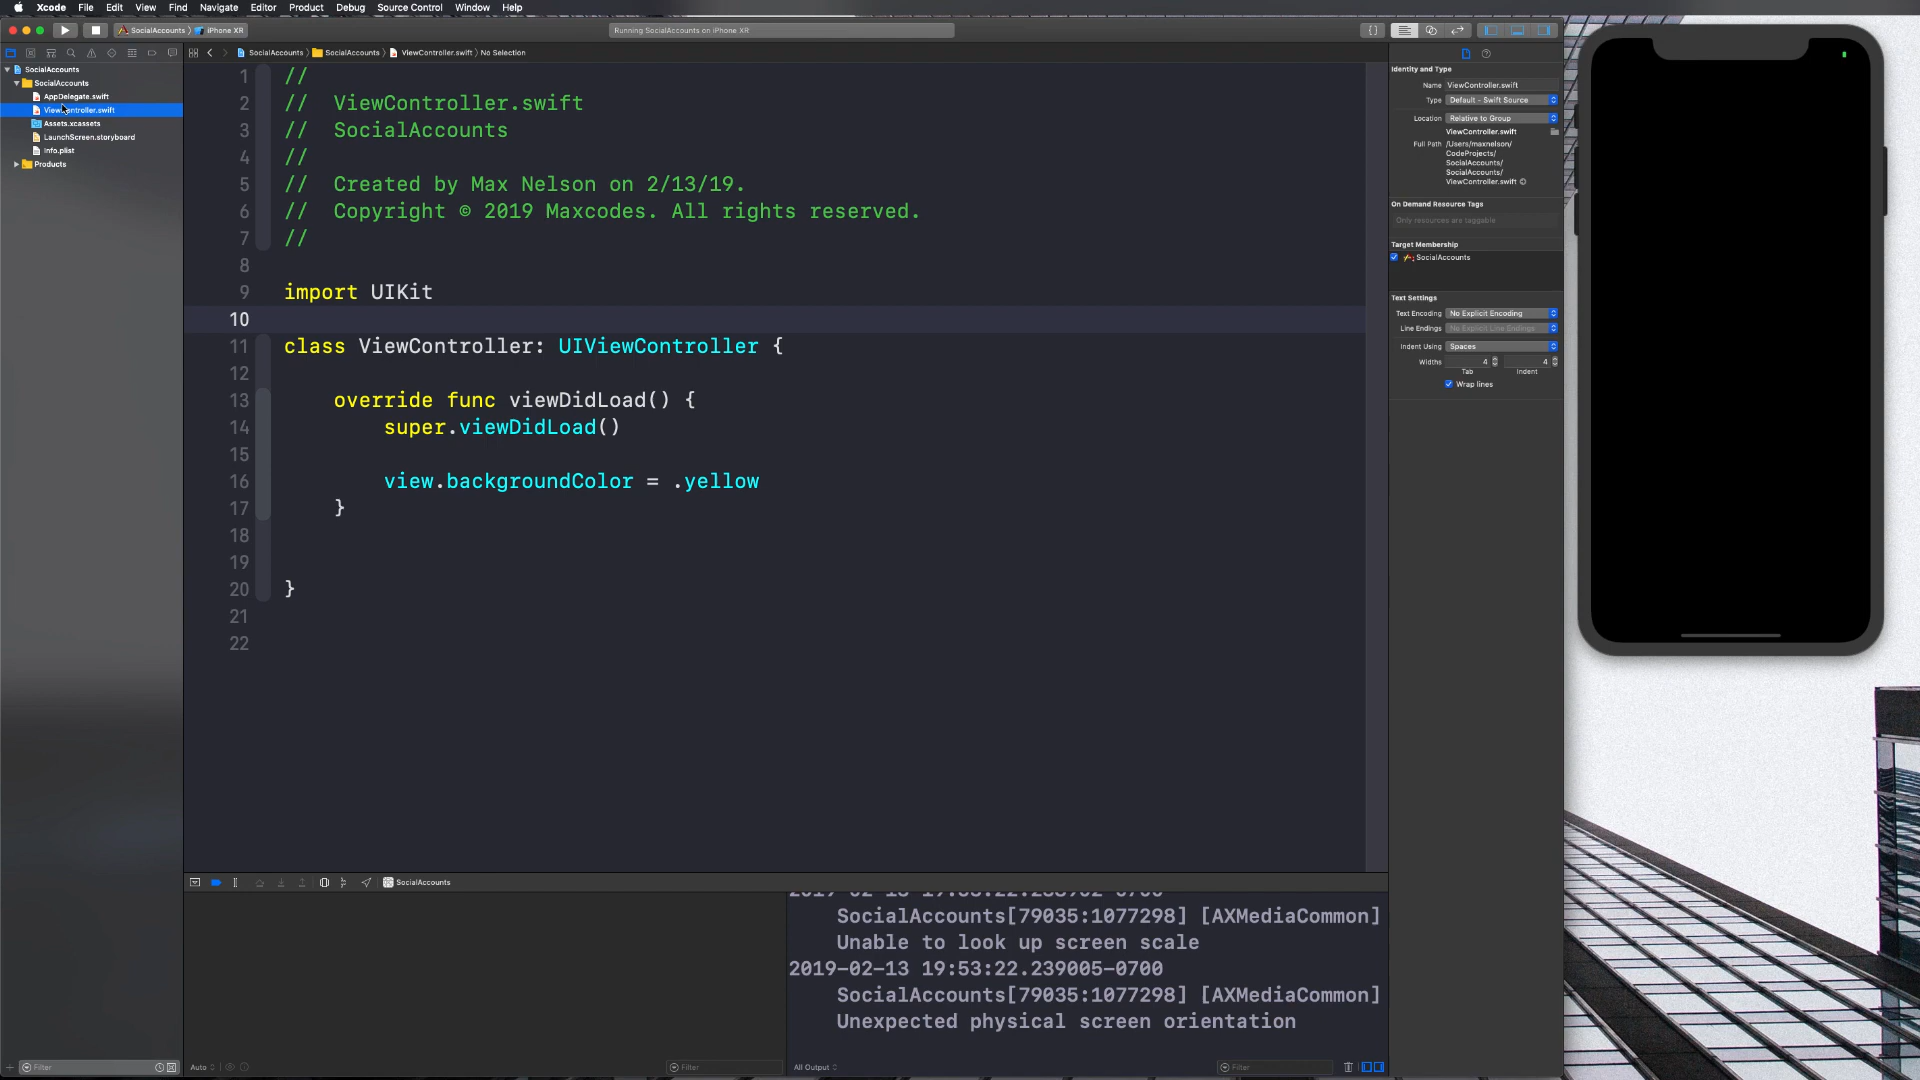 Xcode File Edit View Find Navigate Editor Product Debug Source Control Window Help
SocialAccounts iPhone XR
Running SocialAccounts on iPhone XR
SocialAccounts SocialAccounts ViewController.swift No Selection
SocialAccounts
SocialAccounts
AppDelegate.swift
ViewController.swift
Assets.xcassets
LaunchScreen.storyboard
Info.plist
Products
1 //
2 // ViewController.swift
3 // SocialAccounts
4 //
5 // Created by Max Nelson on 2/13/19.
6 // Copyright © 2019 Maxcodes. All rights reserved.
7 //
8
9 import UIKit
10
11 class ViewController: UIViewController {
12
13 override func viewDidLoad() {
14 super.viewDidLoad()
15
16 view.backgroundColor = .yellow
17 }
18
19
20 }
21
22
Identity and Type
Name ViewController.swift
Type Default - Swift Source
Location Relative to Group
ViewController.swift
Full Path /Users/maxnelson/
CodeProjects/
SocialAccounts/
SocialAccounts/
ViewController.swift
On Demand Resource Tags
Only resources are taggable
Target Membership
SocialAccounts
Text Settings
Text Encoding No Explicit Encoding
Line Endings No Explicit Line Endings
Indent Using Spaces
Widths 4 4
Tab Indent
Wrap lines
SocialAccounts
SocialAccounts[79035:1077298] [AXMediaCommon]
Unable to look up screen scale
2019-02-13 19:53:22.239005-0700
SocialAccounts[79035:1077298] [AXMediaCommon]
Unexpected physical screen orientation
Filter
Auto
Filter
All Output
Filter